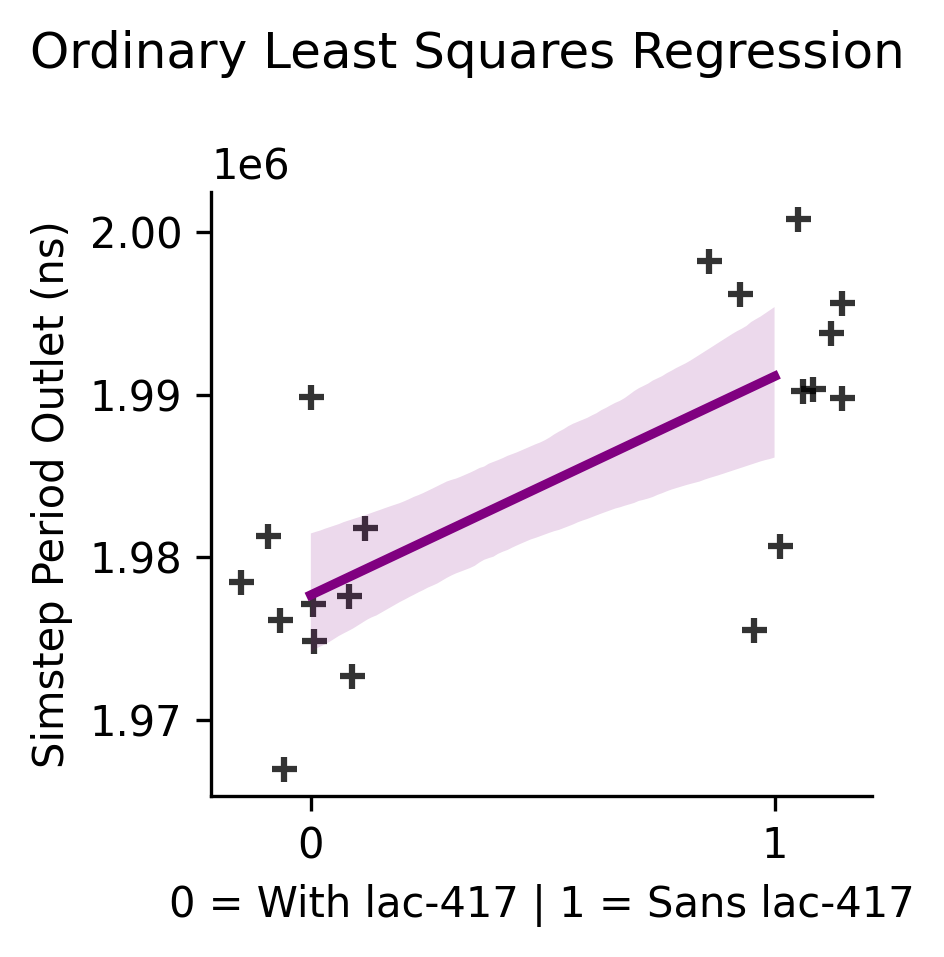 Ordinary Least Squares Regression
1e6
2.00
1.99
1.98
1.97
Simstep Period Outlet (ns)
0
1
0 = With lac-417 | 1 = Sans lac-417